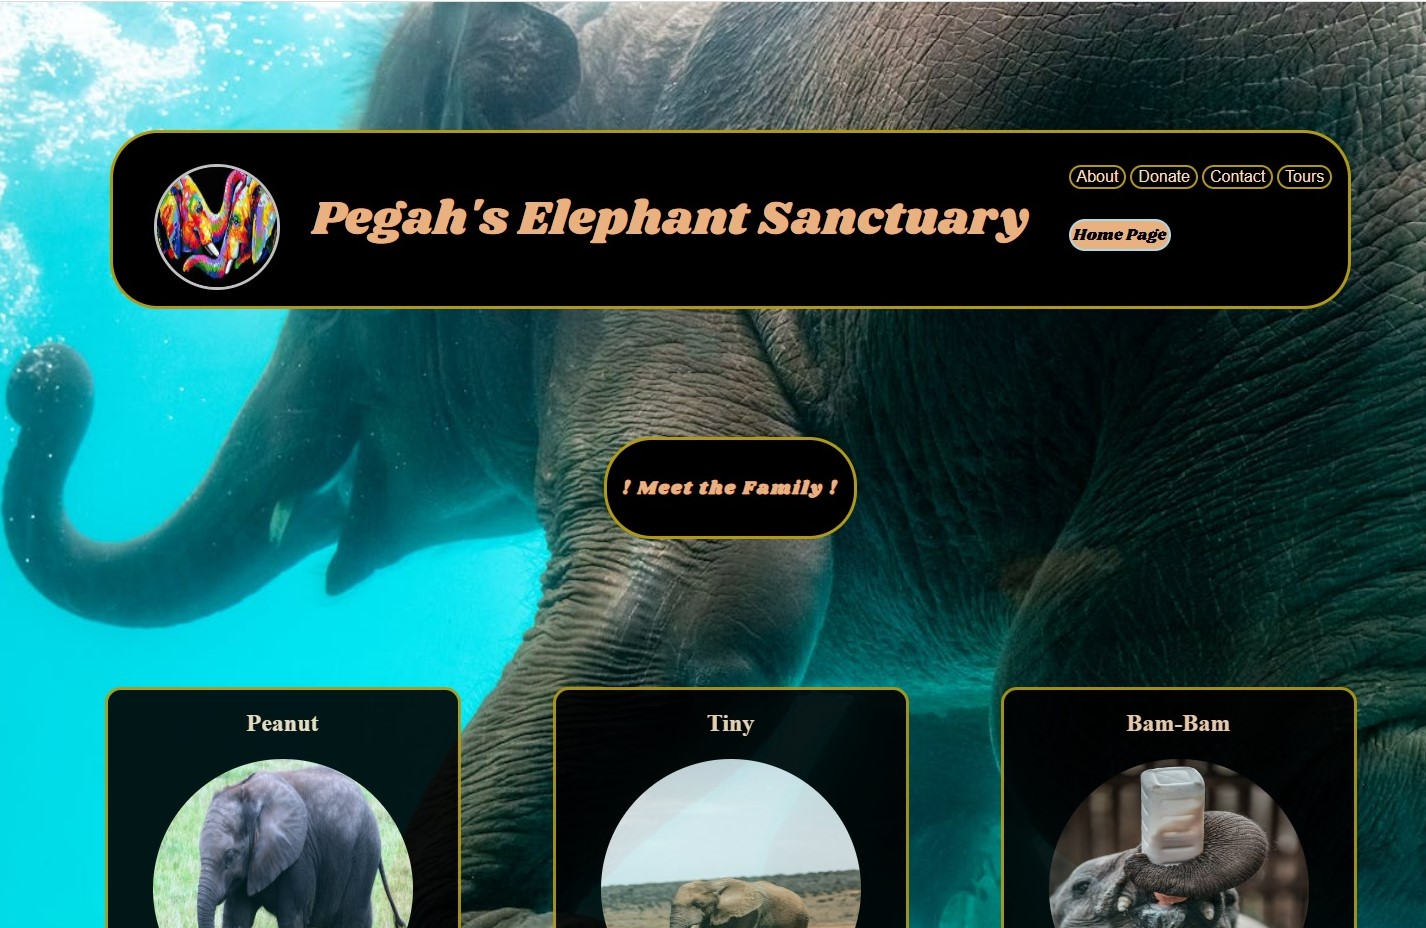 Pegah's Elephant Sanctuary
About Donate Contact Tours
Home Page
! Meet the Family !
Peanut
Tiny
Bam-Bam